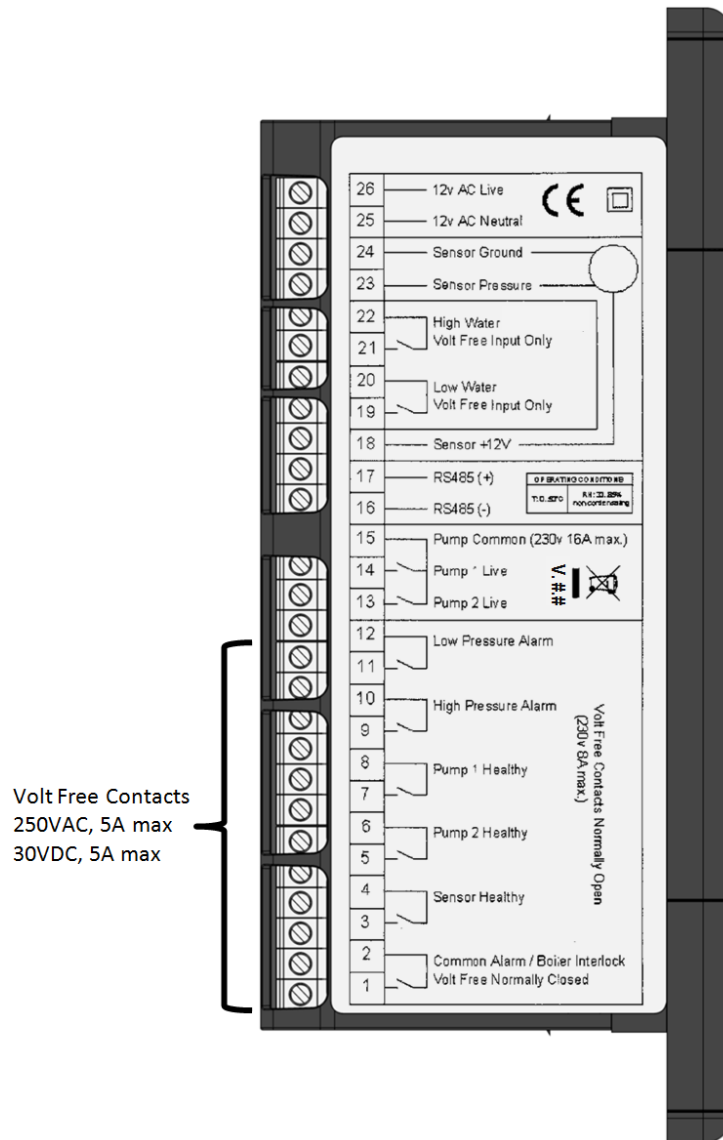 26 12v AC Live
25 12v AC Neutral
CE
24 Sensor Ground
23 Sensor Pressure
22
21
High Water
Volt Free Input Only
20
19
Low Water
Volt Free Input Only
18 Sensor +12V
17 RS485 (+)
16 RS485 (-)
OPERATING CONDITIONS
non condensing
15 Pump Common (230v 16A max.)
14 Pump 1 Live
13 Pump 2 Live
V.##
12
11
Low Pressure Alarm
10
9
High Pressure Alarm
8
7
Pump 1 Healthy
6
5
Pump 2 Healthy
4
3
Sensor Healthy
2
1
Common Alarm / Boiler Interlock
Volt Free Normally Closed
Volt Free Contacts Normally Open
(230v 8A max.)
Volt Free Contacts
250VAC, 5A max
30VDC, 5A max